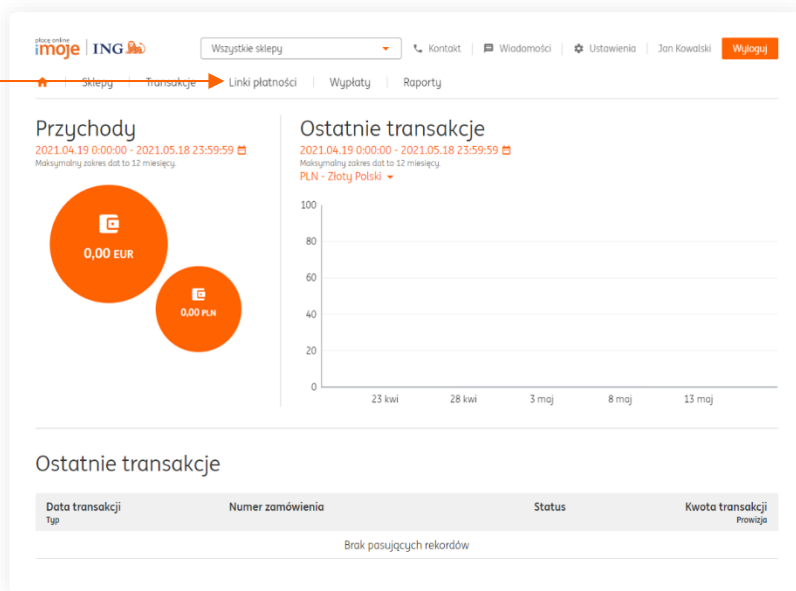 płacę online
imoje ING
Wszystkie sklepy
Kontakt
Wiadomości
Ustawienia
Jan Kowalski
Wyloguj
Sklepy
Transakcje
Linki płatności
Wypłaty
Raporty
Przychody
2021.04.19 0:00:00 - 2021.05.18 23:59:59
Maksymalny zakres dat to 12 miesięcy.
0,00 EUR
0,00 PLN
Ostatnie transakcje
2021.04.19 0:00:00 - 2021.05.18 23:59:59
Maksymalny zakres dat to 12 miesięcy.
PLN - Złoty Polski
100
80
60
40
20
0
23 kwi 28 kwi 3 maj 8 maj 13 maj
Ostatnie transakcje
Data transakcji Numer zamówienia Status Kwota transakcji
Typ Prowizja
Brak pasujących rekordów